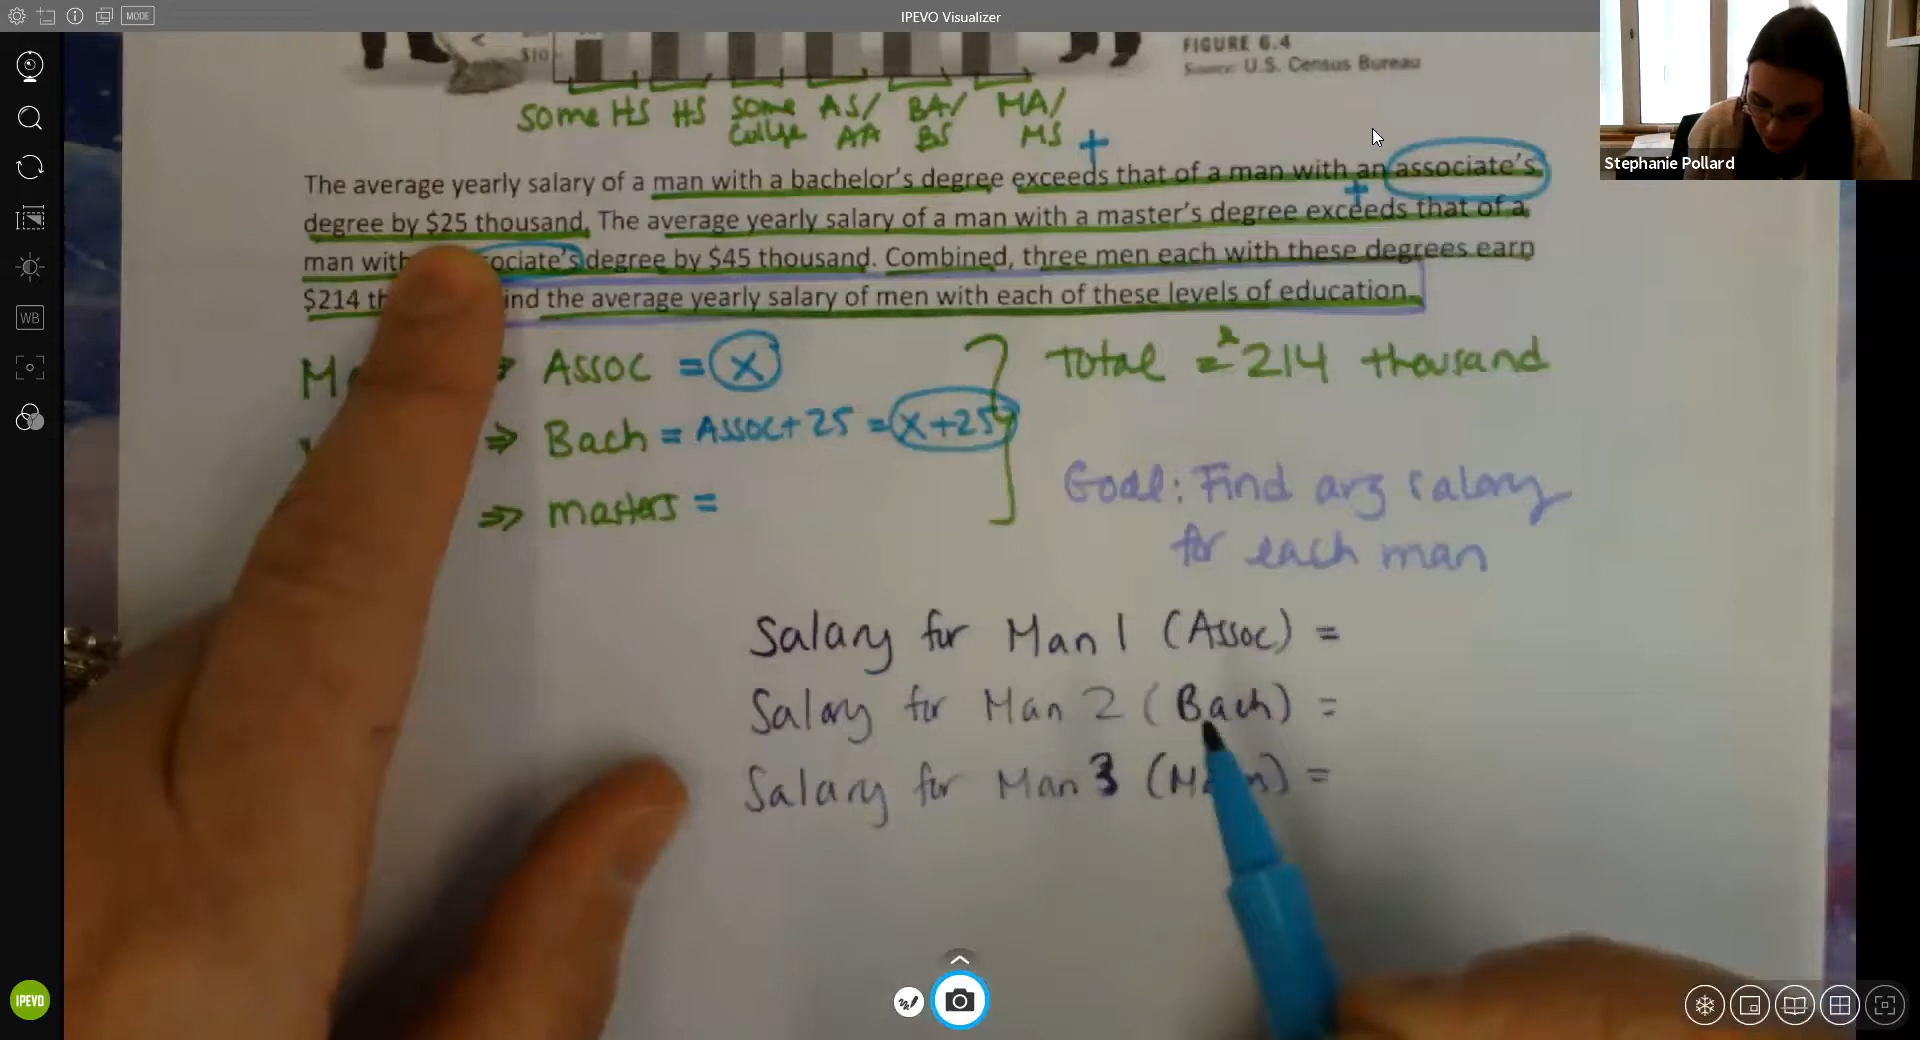 MODE
IPEVO Visualizer
$10
FIGURE 6.4
Source: U.S. Census Bureau
WB
Stephanie Pollard
some HS HS some College AS/AA BA/BS MA/MS
+
The average yearly salary of a man with a bachelor's degree exceeds that of a man with an associate's
+
degree by $25 thousand. The average yearly salary of a man with a master's degree exceeds that of a
man with ociate's degree by $45 thousand. Combined, three men each with these degrees earn
$214 th ind the average yearly salary of men with each of these levels of education.
⇒ Assoc = x
Total = $214 thousand
⇒ Bach = Assoc + 25 = x+25
⇒ masters =
Goal: Find avg salary
for each man
Salary for Man 1 (Assoc) =
Salary for Man 2 (Bach) =
Salary for Man 3 =
IPEVO